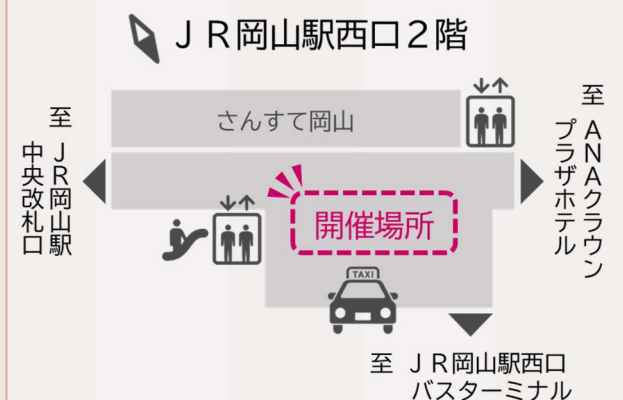 ＪＲ岡山駅西口２階
さんすて岡山
至 ＪＲ岡山駅
中央改札口
至 ＡＮＡクラウン
プラザホテル
開催場所
TAXI
至 ＪＲ岡山駅西口
バスターミナル